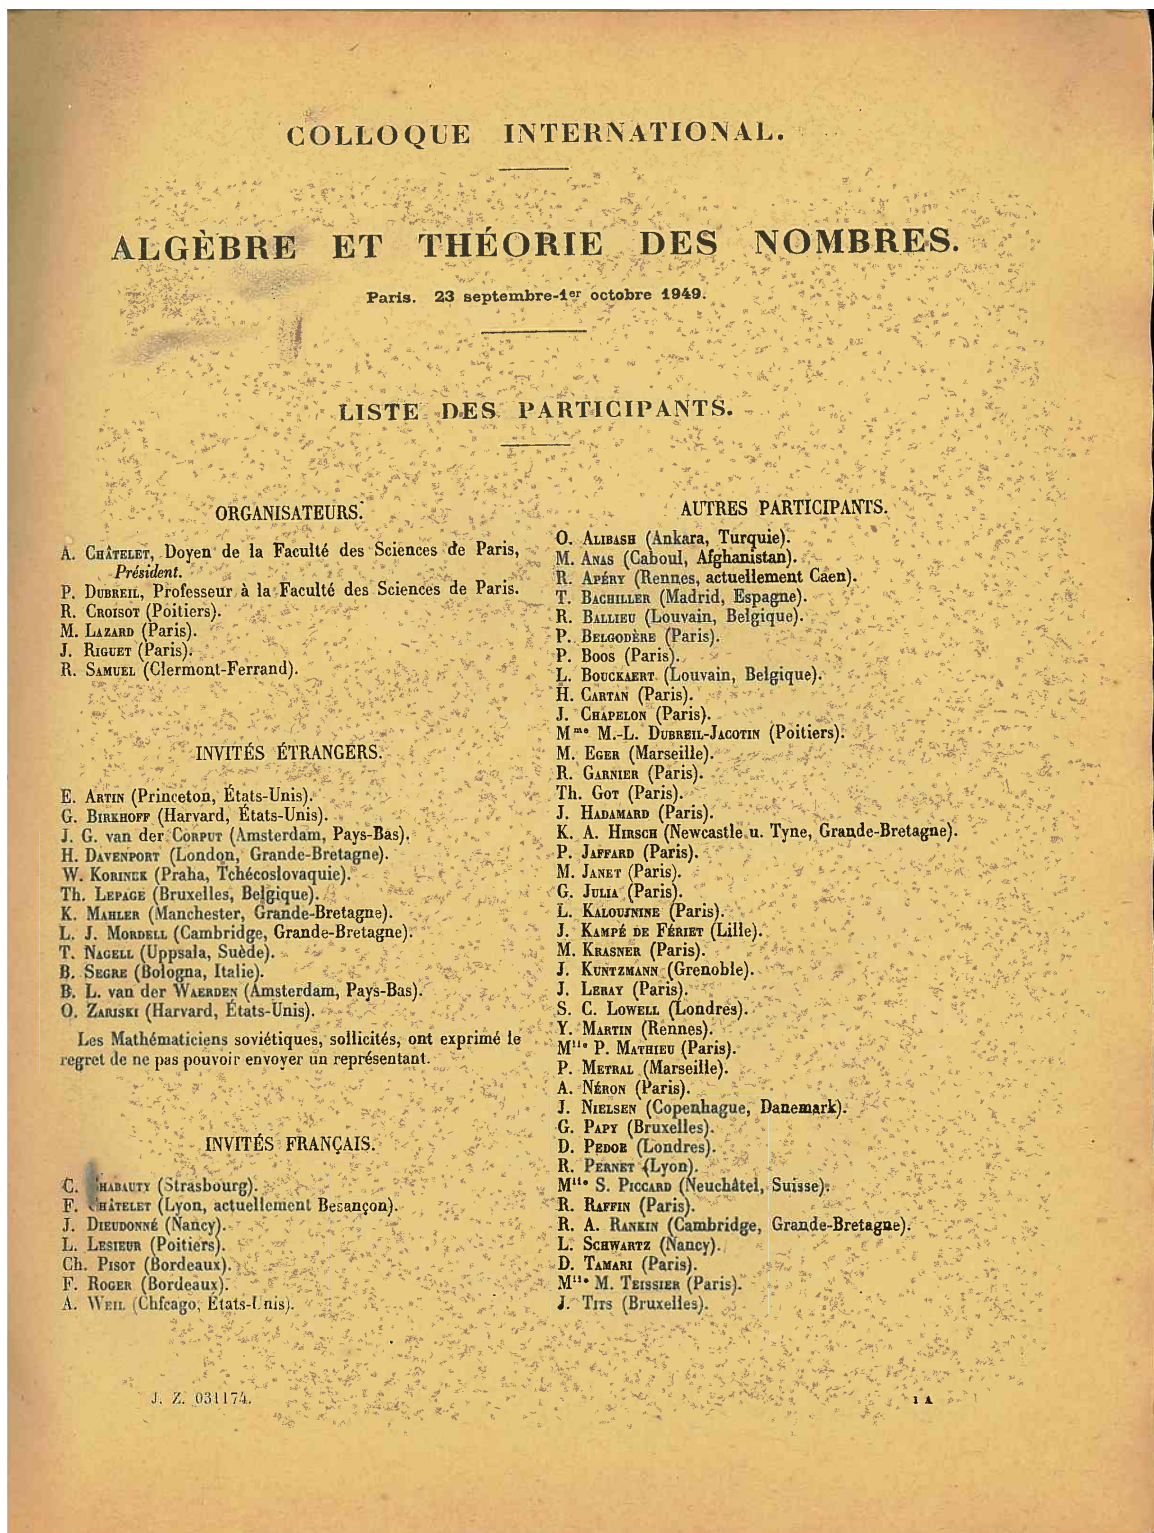 COLLOQUE INTERNATIONAL.
ALGÈBRE ET THÉORIE DES NOMBRES.
Paris. 23 septembre-1er octobre 1949.
LISTE DES PARTICIPANTS.
ORGANISATEURS.
A. CHÂTELET, Doyen de la Faculté des Sciences de Paris,
Président.
P. DUBREIL, Professeur à la Faculté des Sciences de Paris.
R. CROISOT (Poitiers).
M. LAZARD (Paris).
J. RIGUET (Paris).
R. SAMUEL (Clermont-Ferrand).
INVITÉS ÉTRANGERS.
E. ARTIN (Princeton, États-Unis).
G. BIRKHOFF (Harvard, États-Unis).
J. G. van der CORPUT (Amsterdam, Pays-Bas).
H. DAVENPORT (London, Grande-Bretagne).
W. KORINEK (Praha, Tchécoslovaquie).
Th. LEPAGE (Bruxelles, Belgique).
K. MAHLER (Manchester, Grande-Bretagne).
L. J. MORDELL (Cambridge, Grande-Bretagne).
T. NAGELL (Uppsala, Suède).
B. SEGRE (Bologna, Italie).
B. L. van der WAERDEN (Amsterdam, Pays-Bas).
O. ZARISKI (Harvard, États-Unis).
Les Mathématiciens soviétiques, sollicités, ont exprimé le
regret de ne pas pouvoir envoyer un représentant.
INVITÉS FRANÇAIS.
C. CHABAUTY (Strasbourg).
F. CHÂTELET (Lyon, actuellement Besançon).
J. DIEUDONNÉ (Nancy).
L. LESIEUR (Poitiers).
Ch. PISOT (Bordeaux).
F. ROGER (Bordeaux).
A. WEIL (Chicago, États-Unis).
AUTRES PARTICIPANTS.
O. ALIBASH (Ankara, Turquie).
M. ANAS (Caboul, Afghanistan).
R. APÉRY (Rennes, actuellement Caen).
T. BACHILLER (Madrid, Espagne).
R. BALLIEU (Louvain, Belgique).
P. BELGODÈRE (Paris).
P. BOOS (Paris).
L. BOUCKAERT (Louvain, Belgique).
H. CARTAN (Paris).
J. CHAPELON (Paris).
Mme M.-L. DUBREIL-JACOTIN (Poitiers).
M. EGER (Marseille).
R. GARNIER (Paris).
Th. GOT (Paris).
J. HADAMARD (Paris).
K. A. HIRSCH (Newcastle u. Tyne, Grande-Bretagne).
P. JAFFARD (Paris).
M. JANET (Paris).
G. JULIA (Paris).
L. KALOUJNINE (Paris).
J. KAMPÉ DE FÉRIET (Lille).
M. KRASNER (Paris).
J. KUNTZMANN (Grenoble).
J. LERAY (Paris).
S. C. LOWELL (Londres).
Y. MARTIN (Rennes).
Mlle P. MATHIEU (Paris).
P. METRAL (Marseille).
A. NÉRON (Paris).
J. NIELSEN (Copenhague, Danemark).
G. PAPY (Bruxelles).
D. PEDOE (Londres).
R. PERNET (Lyon).
Mlle S. PICCARD (Neuchâtel, Suisse).
R. RAFFIN (Paris).
R. A. RANKIN (Cambridge, Grande-Bretagne).
L. SCHWARTZ (Nancy).
D. TAMARI (Paris).
Mlle M. TEISSIER (Paris).
J. TITS (Bruxelles).
J. Z. 031174.
1 A